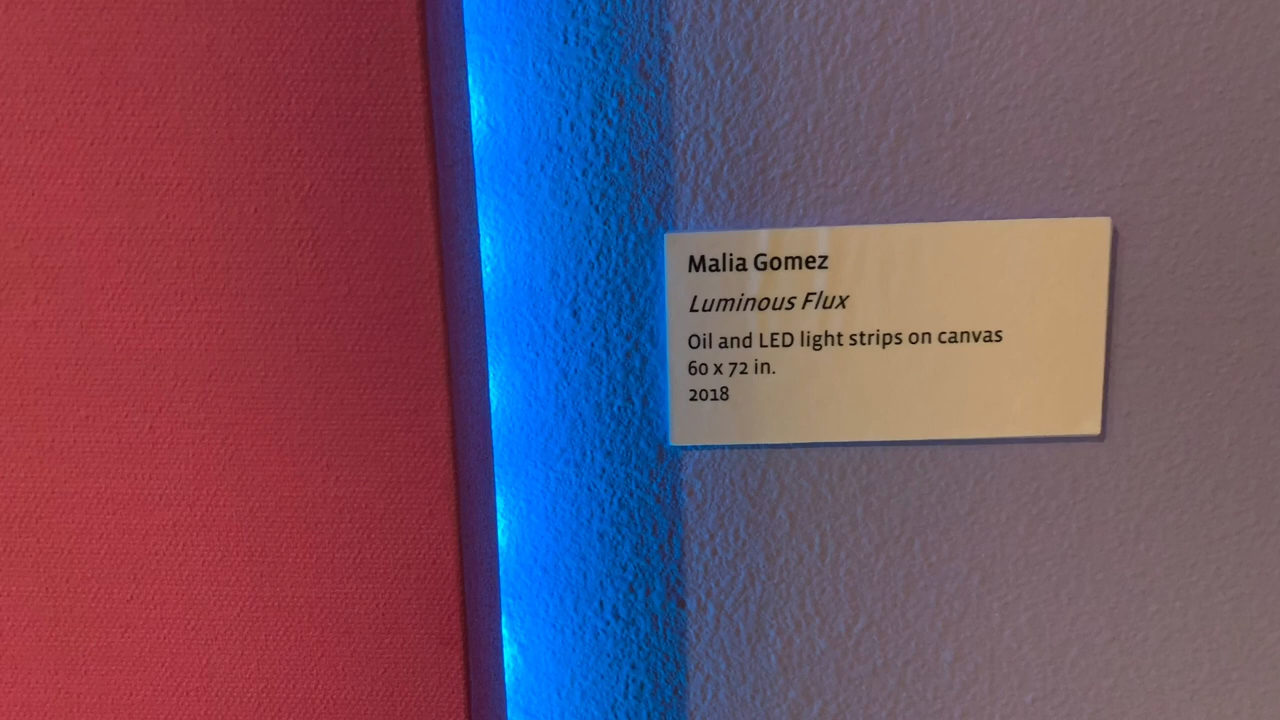 Malia Gomez
Luminous Flux
Oil and LED light strips on canvas
60 x 72 in.
2018